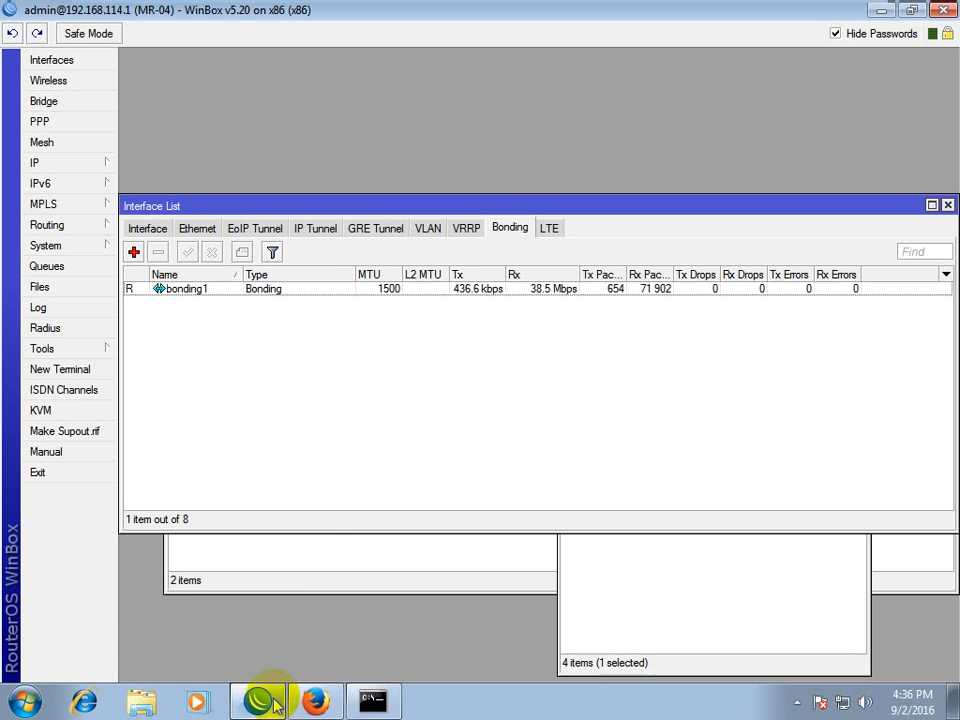 admin@192.168.114.1 (MR-04) - WinBox v5.20 on x86 (x86)
Safe Mode
Hide Passwords
Interfaces
Wireless
Bridge
PPP
Mesh
IP
IPv6
MPLS
Routing
System
Queues
Files
Log
Radius
Tools
New Terminal
ISDN Channels
KVM
Make Supout.rif
Manual
Exit
RouterOS WinBox
Interface List
Interface Ethernet EoIP Tunnel IP Tunnel GRE Tunnel VLAN VRRP Bonding LTE
Find
Name Type MTU L2 MTU Tx Rx Tx Pac... Rx Pac... Tx Drops Rx Drops Tx Errors Rx Errors
R bonding1 Bonding 1500 436.6 kbps 38.5 Mbps 654 71 902 0 0 0 0
1 item out of 8
2 items
4 items (1 selected)
C:\.
4:36 PM
9/2/2016